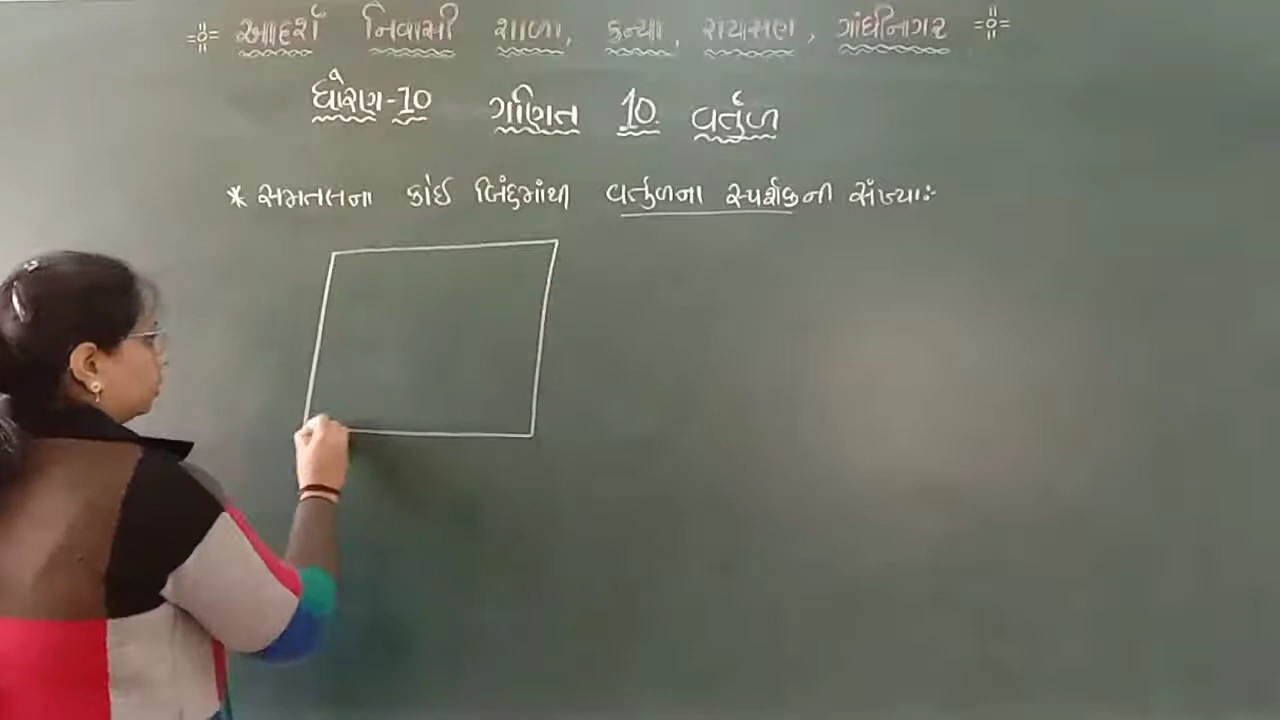 આદર્શ નિવાસી શાળા, કન્યા, રાયસણ, ગાંધીનગર
ધોરણ-10 ગણિત 10. વર્તુળ
* સમતલના કોઈ બિંદુમાંથી વર્તુળના સ્પર્શકની સંખ્યા:-